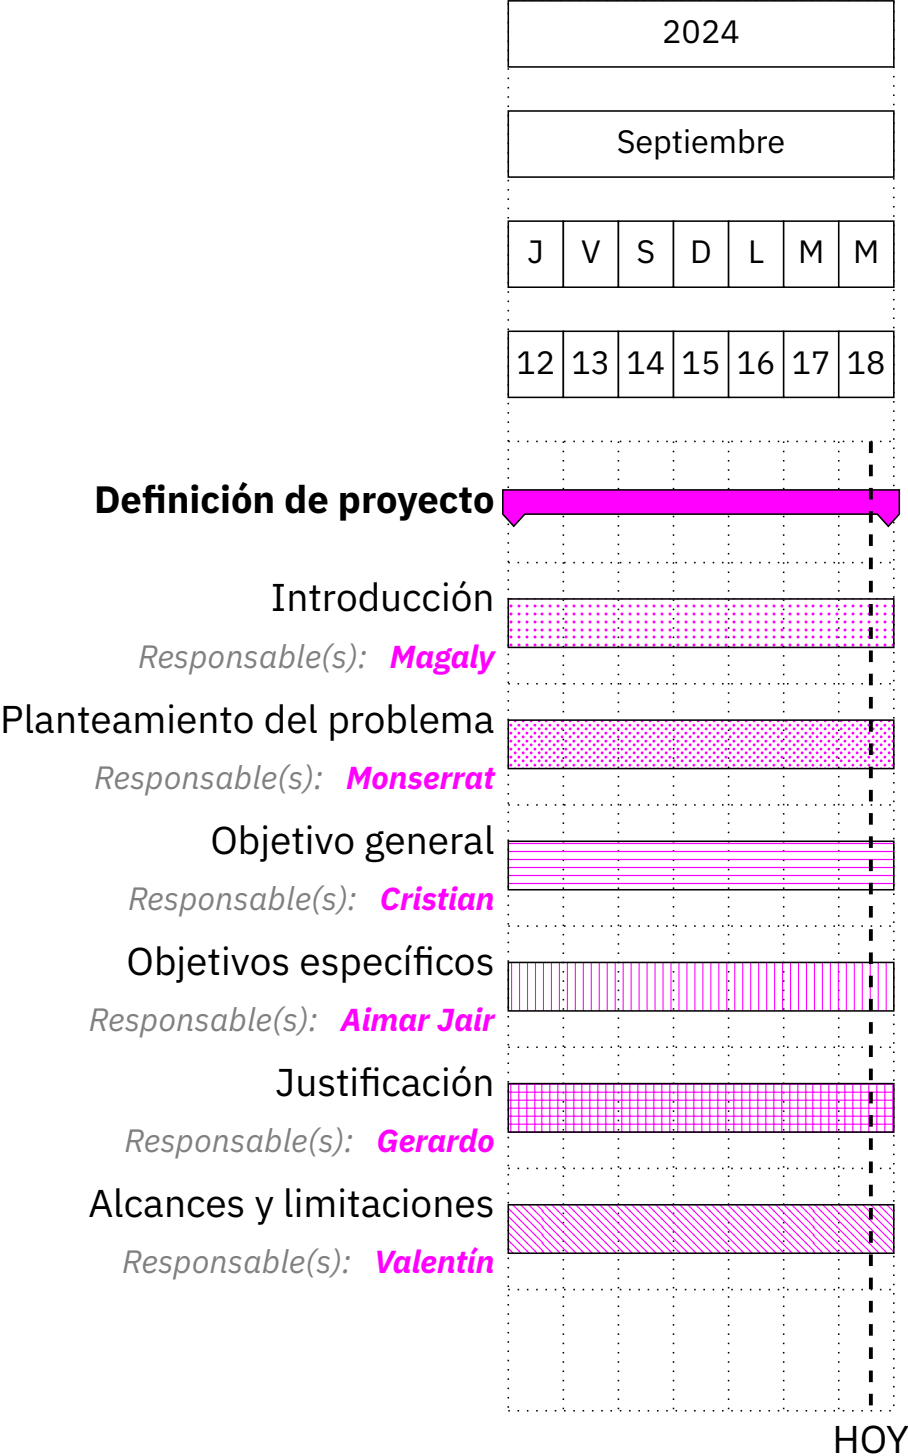 2024
Septiembre
J V S D L M M
12 13 14 15 16 17 18
Definición de proyecto
Introducción
Responsable(s): Magaly
Planteamiento del problema
Responsable(s): Monserrat
Objetivo general
Responsable(s): Cristian
Objetivos específicos
Responsable(s): Aimar Jair
Justificación
Responsable(s): Gerardo
Alcances y limitaciones
Responsable(s): Valentín
HOY